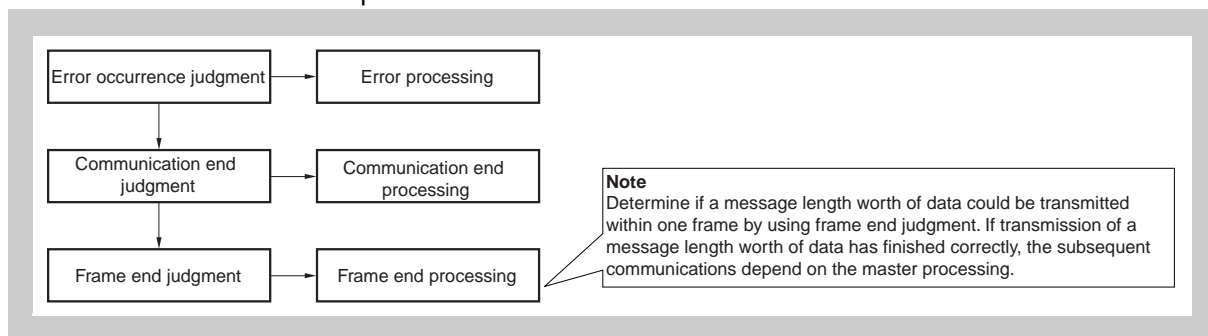 Error occurrence judgment
Error processing
Communication end
judgment
Communication end
processing
Frame end judgment
Frame end processing
Note
Determine if a message length worth of data could be transmitted
within one frame by using frame end judgment. If transmission of a
message length worth of data has finished correctly, the subsequent
communications depend on the master processing.